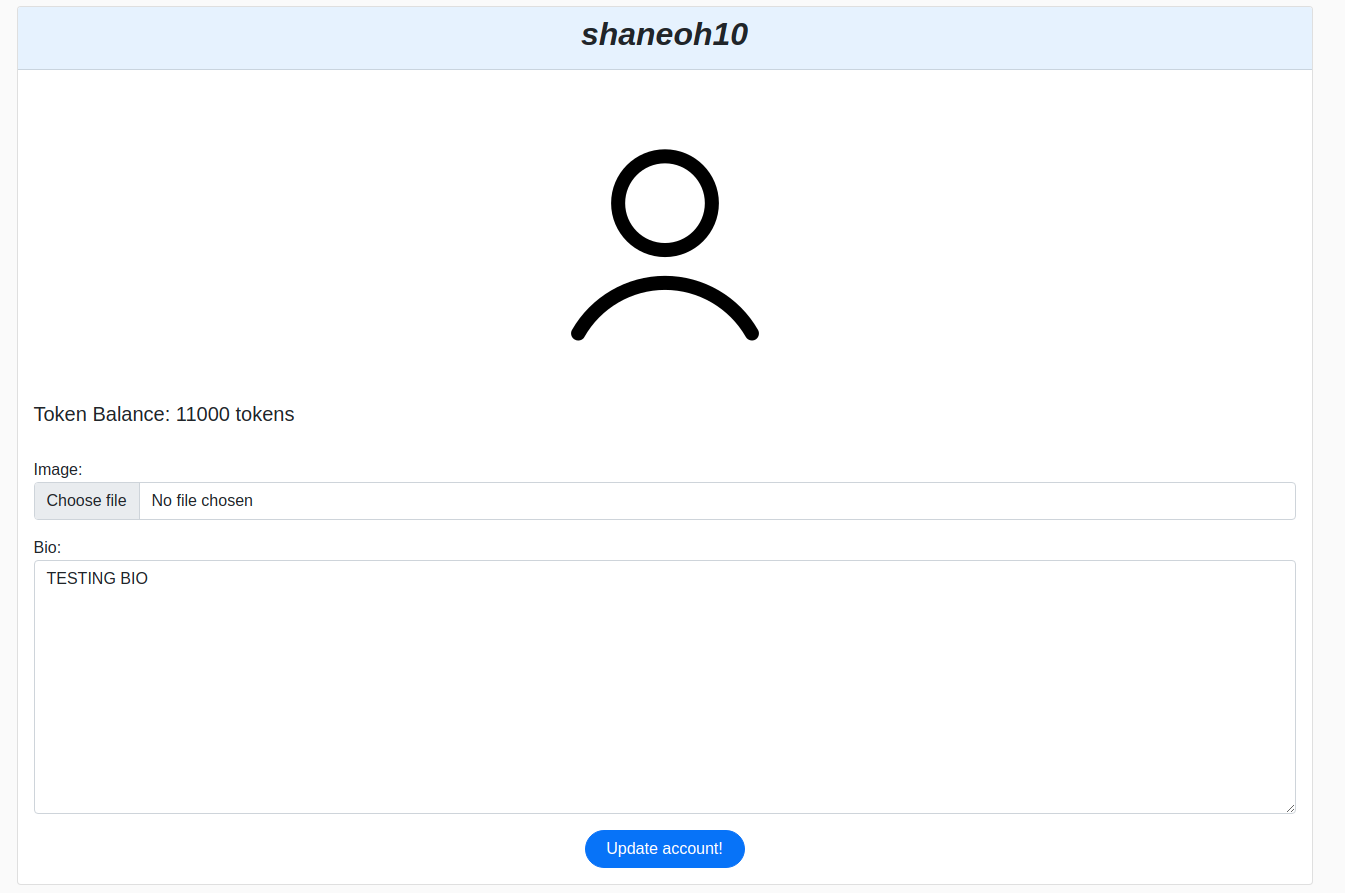 shaneoh10
Token Balance: 11000 tokens
Image:
Choose file No file chosen
Bio:
TESTING BIO
Update account!